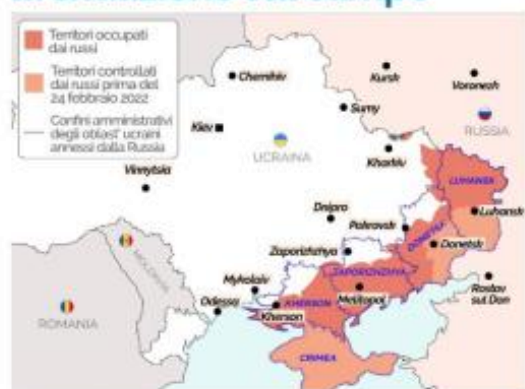 Territori occupati
dai russi
Territori controllati
dai russi prima del
24 febbraio 2022
Confini amministrativi
degli oblast' ucraini
annessi dalla Russia
Chernihiv
Kursk
Voronezh
Sumy
RUSSIA
Kiev
UCRAINA
Kharkiv
Vinnytsia
LUHANSK
Dnipro
Pokrovsk
Luhansk
DONETSK
Donetsk
Zaporizhzhya
MOLDOVA
ZAPORIZHZHYA
Mykolaiv
Rostov
sul Don
Odessa
KHERSON
Melitopol
Kherson
ROMANIA
CRIMEA